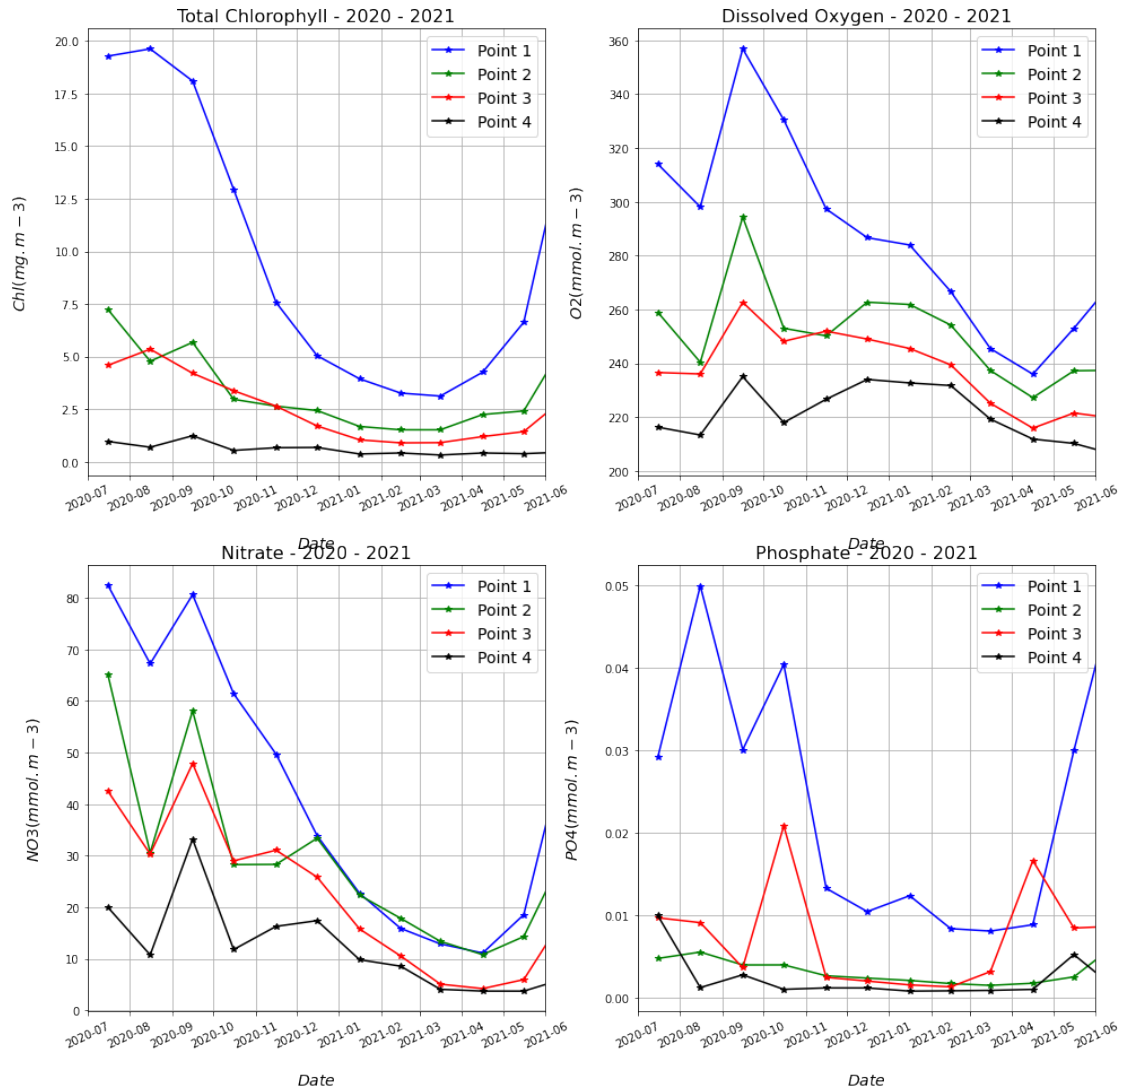 Total Chlorophyll - 2020 - 2021
Chl(mg.m − 3)
20.0
17.5
15.0
12.5
10.0
7.5
5.0
2.5
0.0
Point 1
Point 2
Point 3
Point 4
2020-07 2020-08 2020-09 2020-10 2020-11 2020-12 2021-01 2021-02 2021-03 2021-04 2021-05 2021-06
Date
Dissolved Oxygen - 2020 - 2021
O2(mmol.m − 3)
360
340
320
300
280
260
240
220
200
Point 1
Point 2
Point 3
Point 4
2020-07 2020-08 2020-09 2020-10 2020-11 2020-12 2021-01 2021-02 2021-03 2021-04 2021-05 2021-06
Date
Nitrate - 2020 - 2021
NO3(mmol.m − 3)
80
70
60
50
40
30
20
10
0
Point 1
Point 2
Point 3
Point 4
2020-07 2020-08 2020-09 2020-10 2020-11 2020-12 2021-01 2021-02 2021-03 2021-04 2021-05 2021-06
Date
Phosphate - 2020 - 2021
PO4(mmol.m − 3)
0.05
0.04
0.03
0.02
0.01
0.00
Point 1
Point 2
Point 3
Point 4
2020-07 2020-08 2020-09 2020-10 2020-11 2020-12 2021-01 2021-02 2021-03 2021-04 2021-05 2021-06
Date